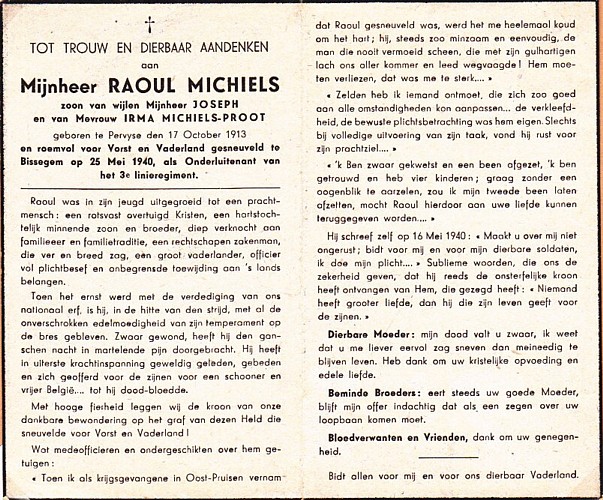 TOT TROUW EN DIERBAAR AANDENKEN
aan
Mijnheer RAOUL MICHIELS
zoon van wijlen Mijnheer JOSEPH
en van Mevrouw IRMA MICHIELS-PROOT
geboren te Pervyse den 17 October 1913
en roemvol voor Vorst en Vaderland gesneuveld te
Bissegem op 25 Mei 1940, als Onderluitenant van
het 3e linieregiment.
Raoul was in zijn jeugd uitgegroeid tot een pracht-
mensch : een rotsvast overtuigd Kristen, een hartstoch-
telijk minnende zoon en broeder, diep verknocht aan
familieeer en familietraditie, een rechtschapen zakenman,
die ver en breed zag, een groot vaderlander, officier
vol plichtbesef en onbegrensde toewijding aan 's lands
belangen.
Toen het ernst werd met de verdediging van ons
nationaal erf, is hij, in de hitte van den strijd, met al de
onverschrokken edelmoedigheid van zijn temperament op
de bres gebleven. Zwaar gewond, heeft hij den gan-
schen nacht in martelende pijn doorgebracht. Hij heeft
in uiterste krachtinspanning geweldig geleden, gebeden
en zich geofferd voor de zijnen voor een schooner en
vrijer België.... tot hij dood-bloedde.
Met hooge fierheid leggen wij de kroon van onze
dankbare bewondering op het graf van dezen Held die
sneuvelde voor Vorst en Vaderland !
Wat medeofficieren en ondergeschikten over hem ge-
tuigen :
« Toen ik als krijgsgevangene in Oost-Pruisen vernam
dat Raoul gesneuveld was, werd het me heelemaal koud
om het hart ; hij, steeds zoo minzaam en eenvoudig, de
man die nooit vermoeid scheen, die met zijn gulhartigen
lach ons aller kommer en leed wegvaagde ! Hem moe-
ten verliezen, dat was me te sterk.... »
« Zelden heb ik iemand ontmoet, die zich zoo goed
aan alle omstandigheden kon aanpassen... de verkleefd-
heid, de bewuste plichtsbetrachting was hem eigen. Slechts
bij volledige uitvoering van zijn taak, vond hij rust voor
zijn prachtziel.... »
« 'k Ben zwaar gekwetst en een been afgezet, 'k ben
getrouwd en heb vier kinderen ; graag zonder een
oogenblik te aarzelen, zou ik mijn tweede been laten
afzetten, mocht Raoul hierdoor aan uwe liefde kunnen
teruggegeven worden.... »
Hij schreef zelf op 16 Mei 1940 : « Maakt u over mij niet
ongerust ; bidt voor mij en voor mijn dierbare soldaten,
ik doe mijn plicht.... » Sublieme woorden, die ons de
zekerheid geven, dat hij reeds de onsterfelijke kroon
heeft ontvangen van Hem, die gezegd heeft : « Niemand
heeft grooter liefde, dan hij die zijn leven geeft voor
de zijnen. »
Dierbare Moeder : mijn dood valt u zwaar, ik weet
dat u me liever eervol zag sneven dan meineedig te
blijven leven. Heb dank om uw kristelijke opvoeding en
edele liefde.
Beminde Broeders : eert steeds uw goede Moeder,
blijft mijn offer indachtig dat als een zegen over uw
loopbaan komen moet.
Bloedverwanten en Vrienden, dank om uw genegen-
heid.
Bidt allen voor mij en voor ons dierbaar Vaderland.